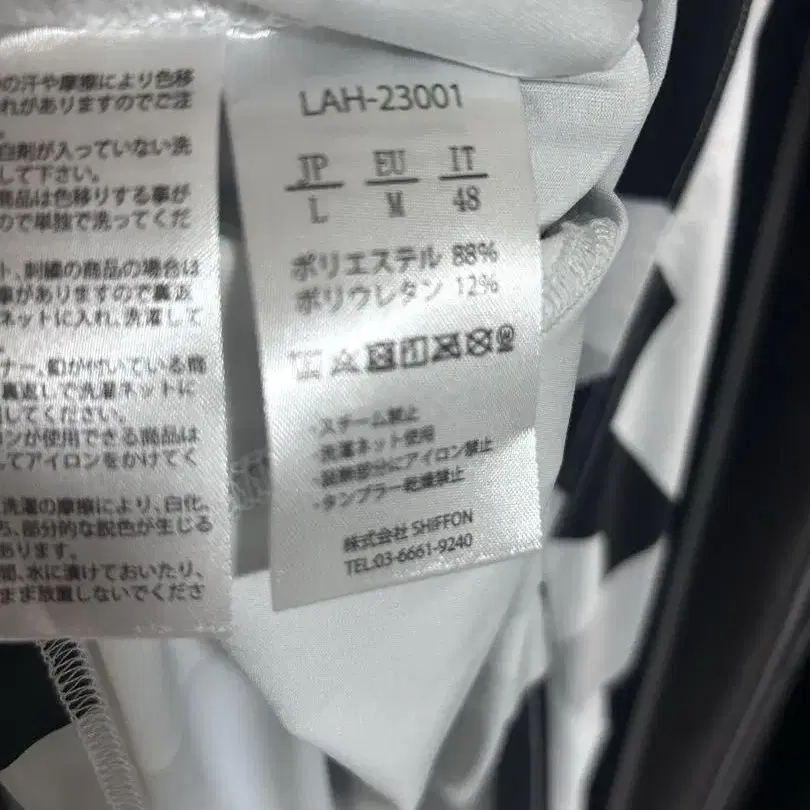 の汗や摩擦により色移
れがありますのでご注
。
白剤が入っていない洗
して下さい。
商品は色移りする事が
ので単独で洗ってくだ
ト、刺繍の商品の場合は
事がありますので裏返
ネットに入れ、洗濯して
ナー、釦が付いている商
裏返して洗濯ネットに
してください。
ンが使用できる商品は
てアイロンをかけてく
洗濯の摩擦により、白化、
ち、部分的な脱色が生じる
あります。
間、水に漬けておいたり、
まま放置しないでくださ
LAH-23001
JP EU IT
L M 48
ポリエステル 88%
ポリウレタン 12%
・スチーム禁止
・洗濯ネット使用
・装飾部分にアイロン禁止
・タンブラー乾燥禁止
株式会社 SHIFFON
TEL:03-6661-9240